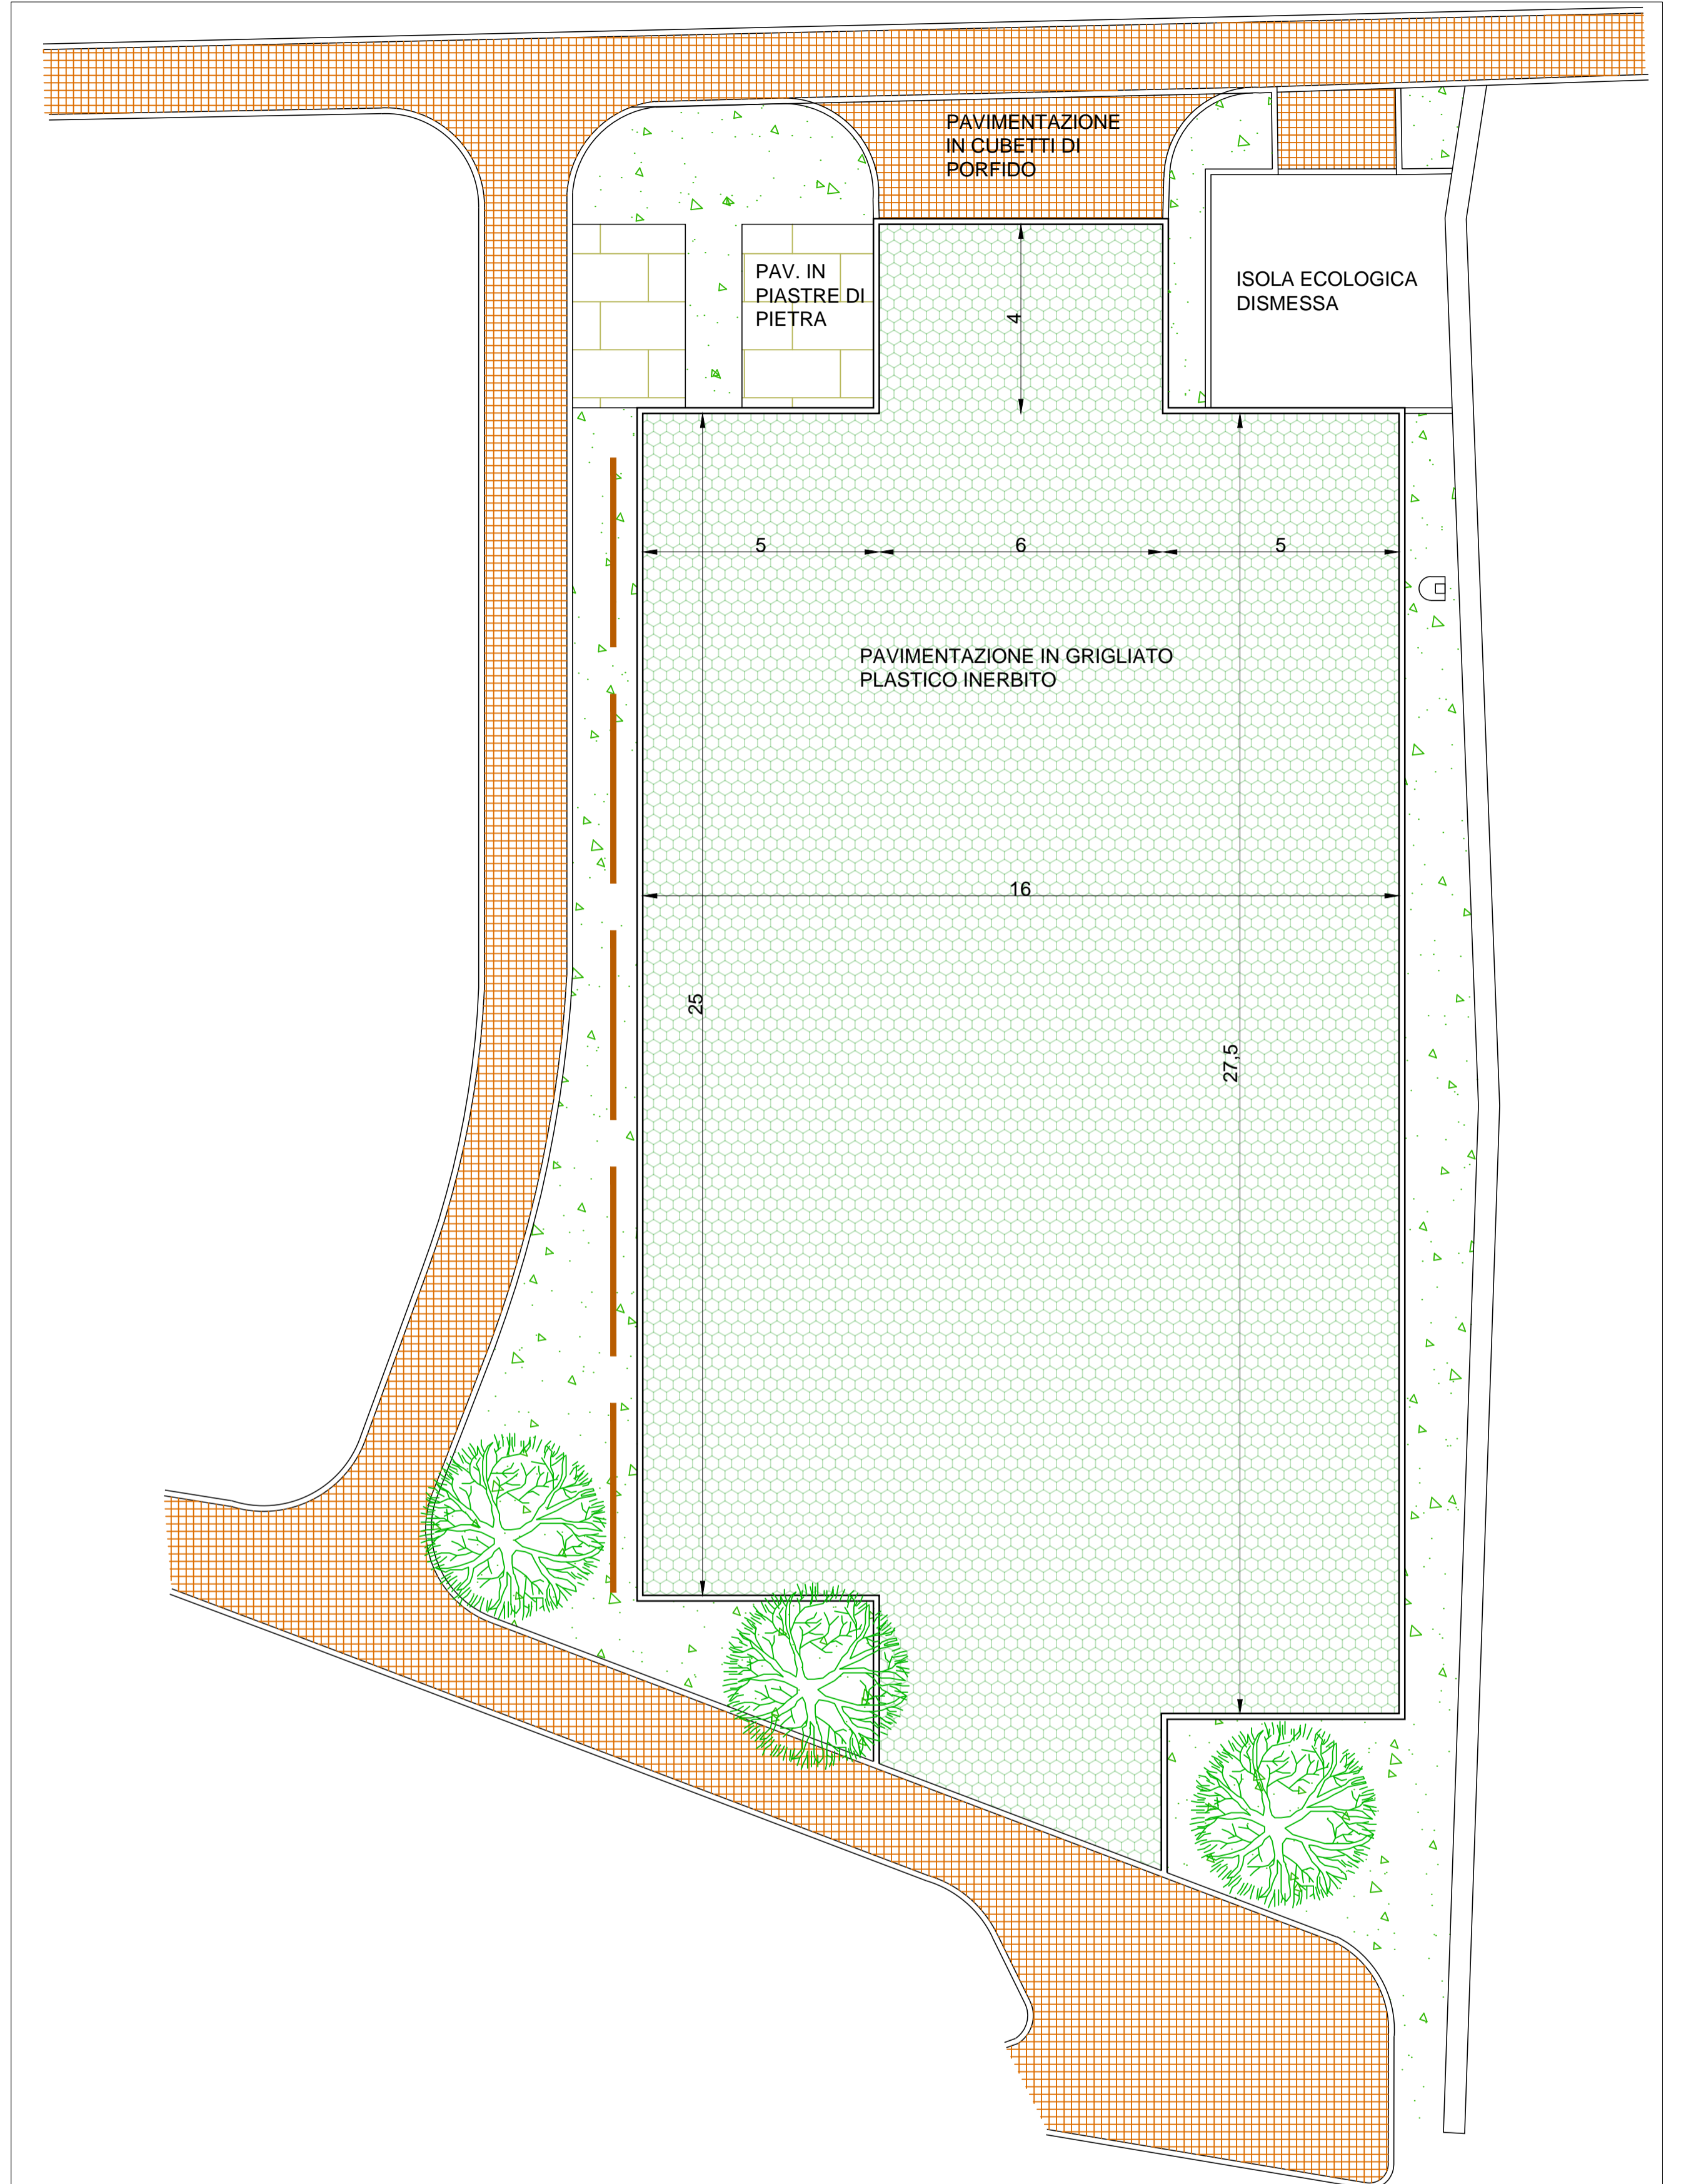 PAVIMENTAZIONE
IN CUBETTI DI
PORFIDO
PAV. IN
PIASTRE DI
PIETRA
ISOLA ECOLOGICA
DISMESSA
4
5
6
5
PAVIMENTAZIONE IN GRIGLIATO
PLASTICO INERBITO
16
25
27,5